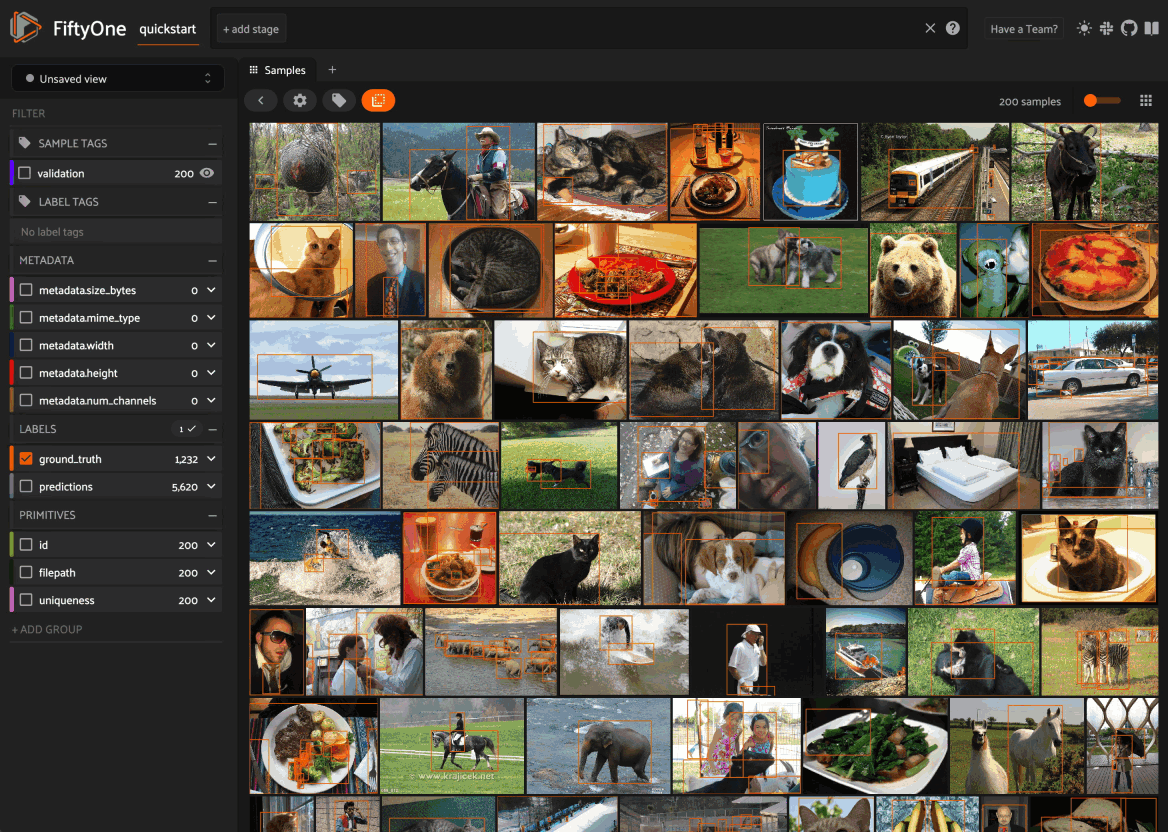 FiftyOne
quickstart
+ add stage
Have a Team?
Unsaved view
Samples
+
200 samples
FILTER
SAMPLE TAGS
validation 200
LABEL TAGS
No label tags
METADATA
metadata.size_bytes 0
metadata.mime_type 0
metadata.width 0
metadata.height 0
metadata.num_channels 0
LABELS 1
ground_truth 1,232
predictions 5,620
PRIMITIVES
id 200
filepath 200
uniqueness 200
+ ADD GROUP
© www.krajicek.net